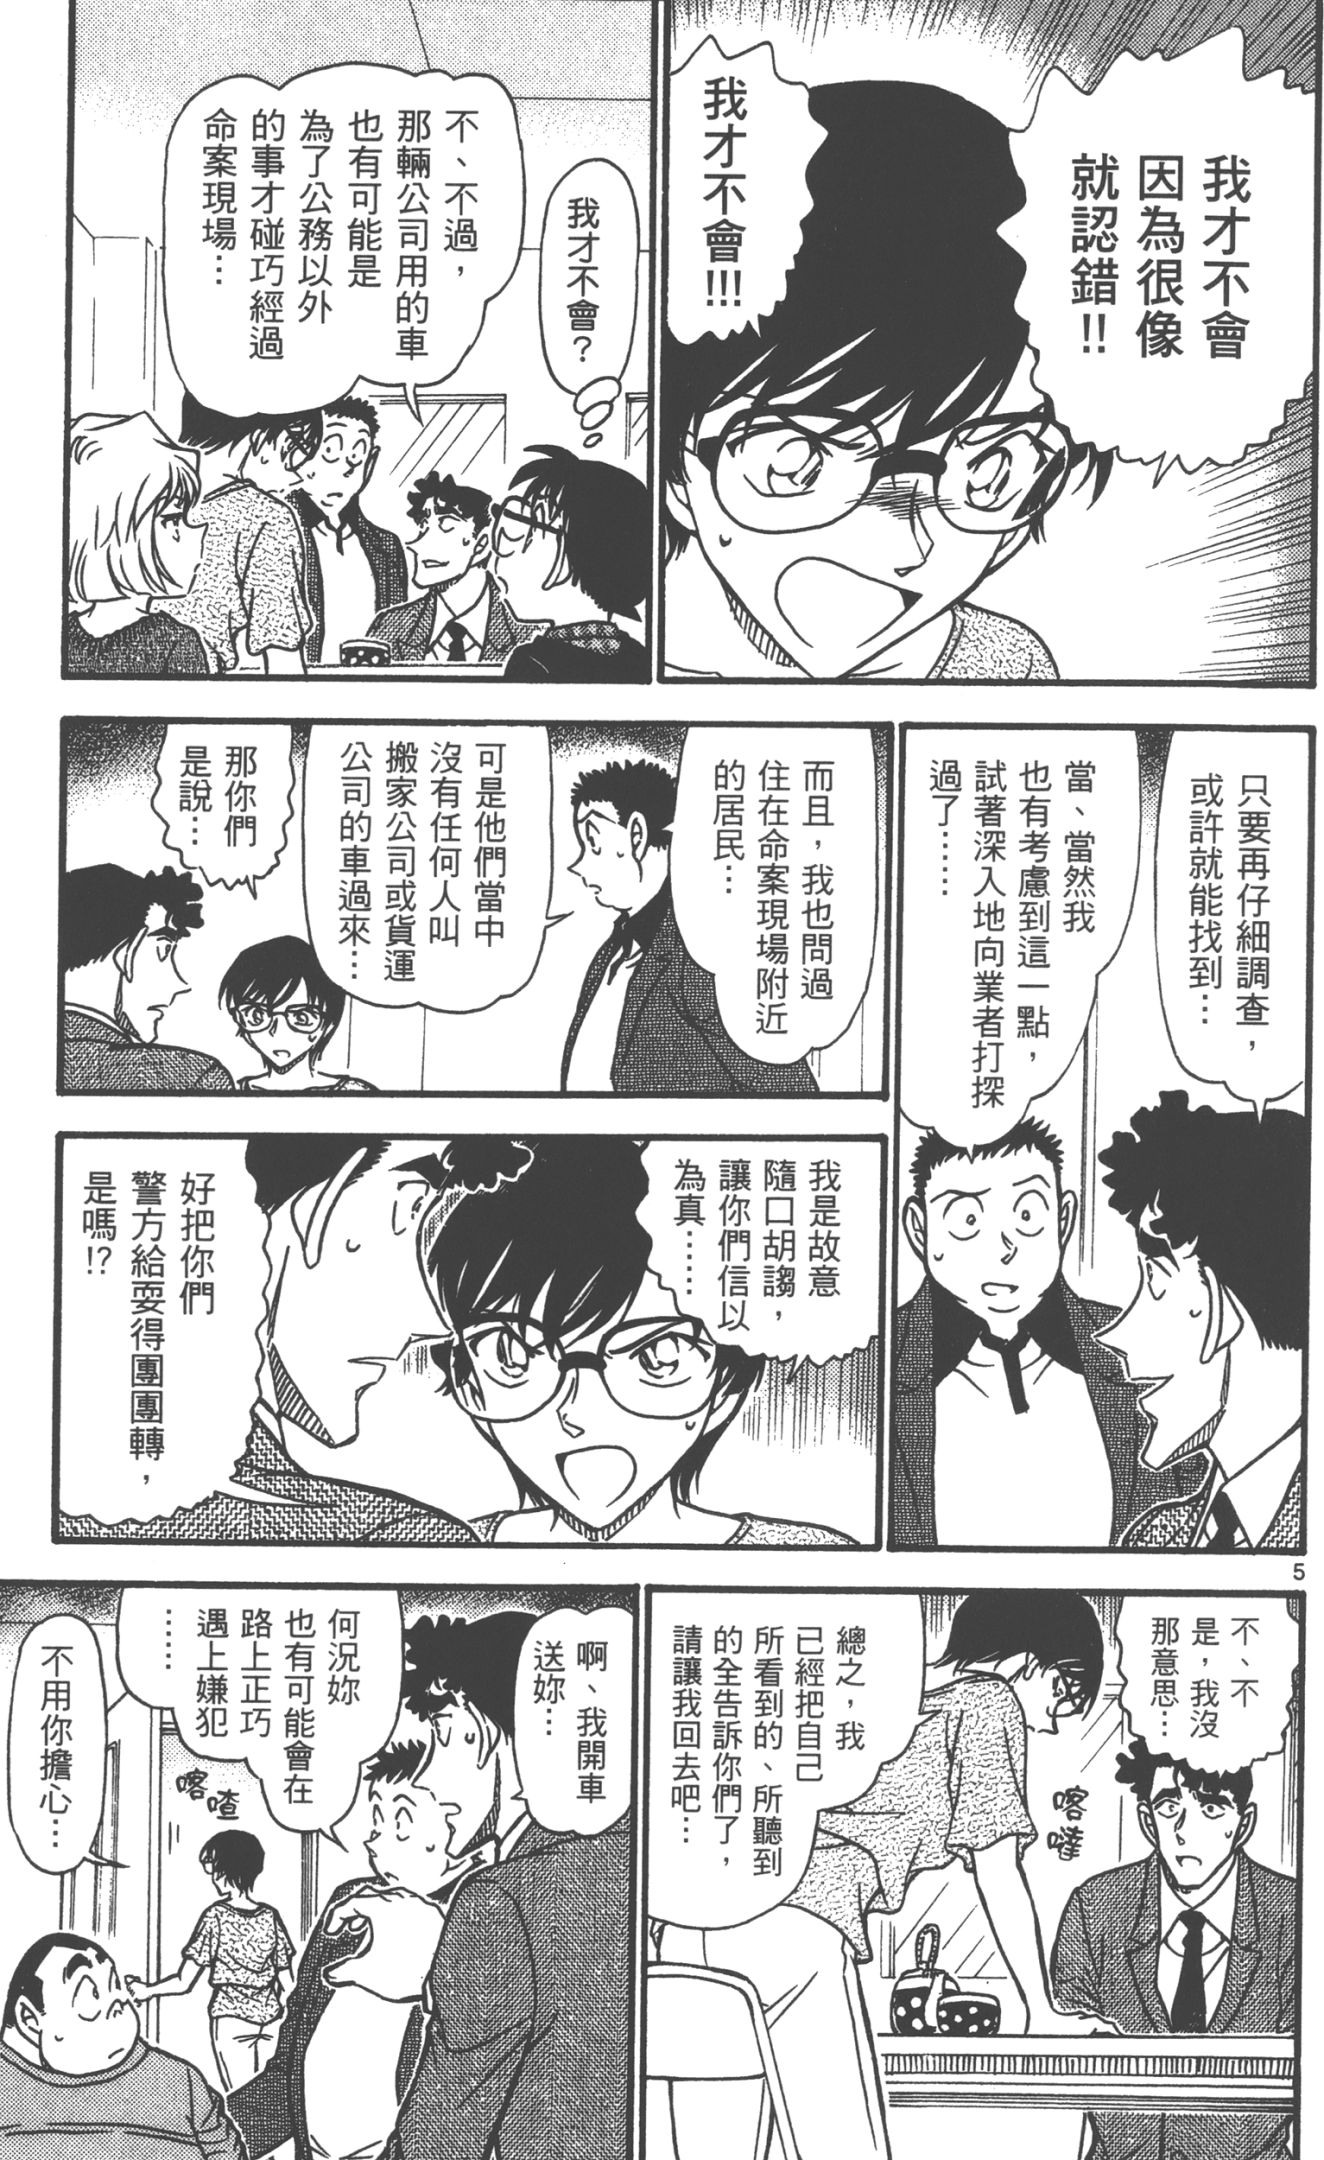 我才不會
因為很像
就認錯!!
我才不會!!!
我才不會?
不、不過，
那輛公司用的車
也有可能是
為了公務以外
的事才碰巧經過
命案現場…
只要再仔細調查，
或許就能找到…
當、當然我
也有考慮到這一點，
試著深入地向業者打探
過了……
而且，我也問過
住在命案現場附近
的居民…
可是他們當中
沒有任何人叫
搬家公司或貨運
公司的車過來…
那你們
是說…
我是故意
隨口胡謅，
讓你們信以
為真……
好把你們
警方給耍得團團轉，
是嗎!?
5
不、不
是，我沒
那意思…
喀噠
總之，我
已經把自己
所看到的、所聽到
的全告訴你們了，
請讓我回去吧…
啊、我開車
送妳…
何況妳
也有可能會在
路上正巧
遇上嫌犯
……
喀喳
不用你擔心…